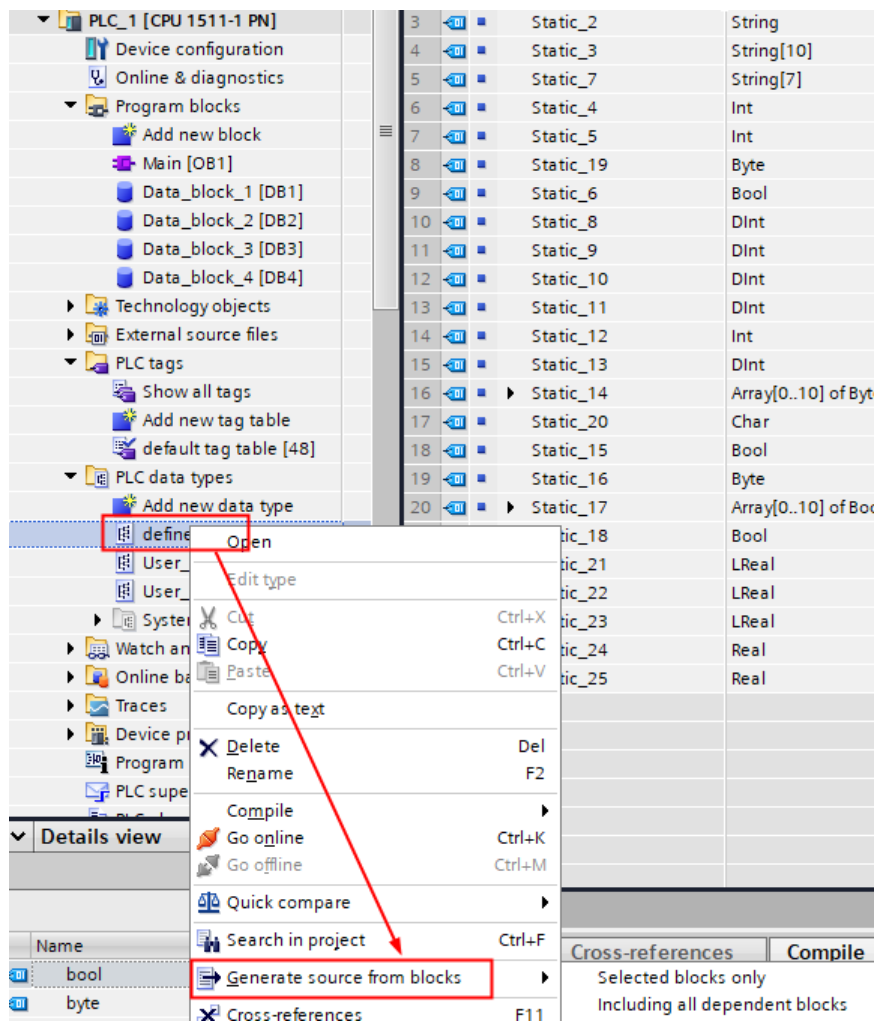 PLC_1 [CPU 1511-1 PN]
Device configuration
Online & diagnostics
Program blocks
Add new block
Main [OB1]
Data_block_1 [DB1]
Data_block_2 [DB2]
Data_block_3 [DB3]
Data_block_4 [DB4]
Technology objects
External source files
PLC tags
Show all tags
Add new tag table
default tag table [48]
PLC data types
Add new data type
define
User_
User_
Syste
Watch an
Online ba
Traces
Device p
Program
PLC supe
3 Static_2 String
4 Static_3 String[10]
5 Static_7 String[7]
6 Static_4 Int
7 Static_5 Int
8 Static_19 Byte
9 Static_6 Bool
10 Static_8 DInt
11 Static_9 DInt
12 Static_10 DInt
13 Static_11 DInt
14 Static_12 Int
15 Static_13 DInt
16 Static_14 Array[0..10] of Byt
17 Static_20 Char
18 Static_15 Bool
19 Static_16 Byte
20 Static_17 Array[0..10] of Boo
tic_18 Bool
tic_21 LReal
tic_22 LReal
tic_23 LReal
tic_24 Real
tic_25 Real
Open
Edit type
Cut Ctrl+X
Copy Ctrl+C
Paste Ctrl+V
Copy as text
Delete Del
Rename F2
Compile
Go online Ctrl+K
Go offline Ctrl+M
Quick compare
Search in project Ctrl+F
Generate source from blocks
Cross-references F11
Details view
Name
bool
byte
Cross-references Compile
Selected blocks only
Including all dependent blocks